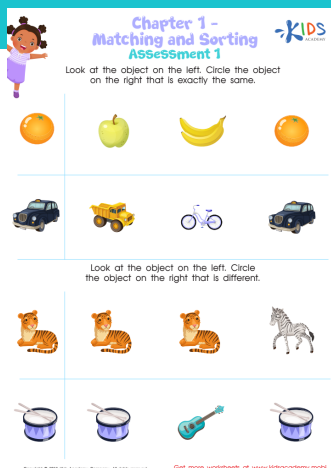 Chapter 1 -
Matching and Sorting
Assessment 1
KIDS
ACADEMY
Look at the object on the left. Circle the object
on the right that is exactly the same.
Look at the object on the left. Circle
the object on the right that is different.
Get more worksheets at www.kidsacademy.mobi